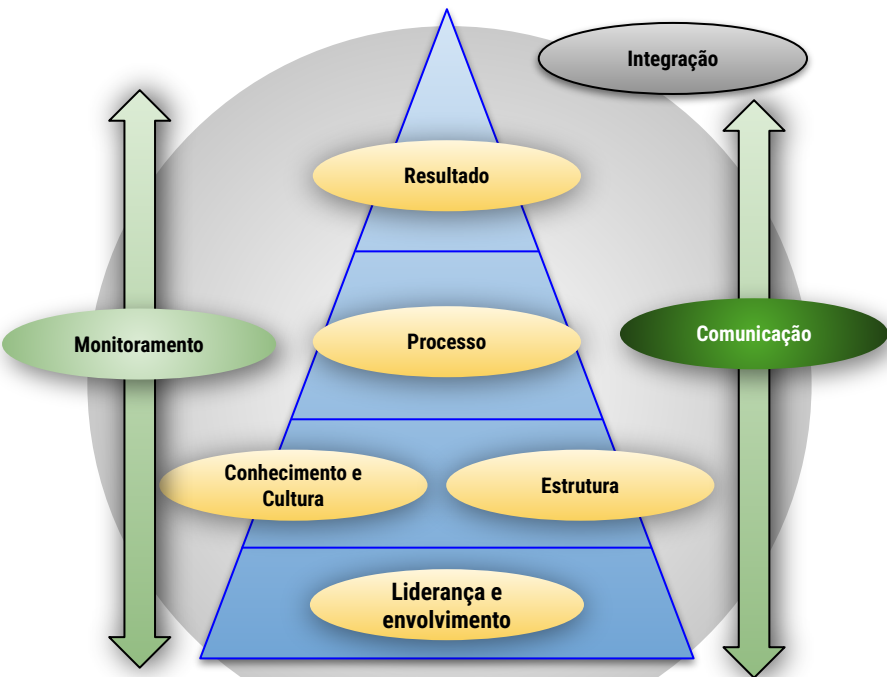 Integração
Resultado
Monitoramento
Processo
Comunicação
Conhecimento e
Cultura
Estrutura
Liderança e
envolvimento